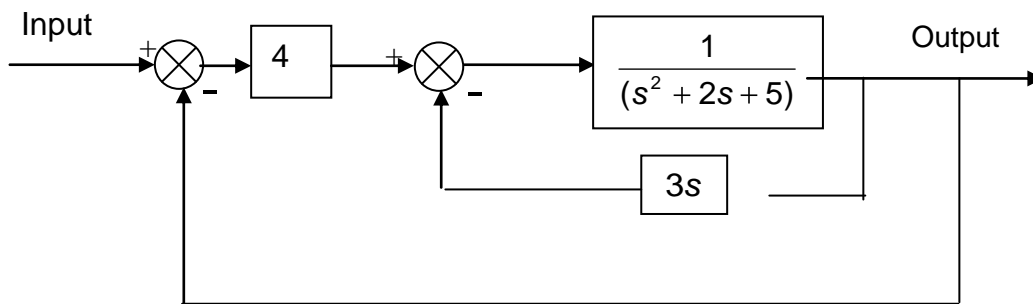 Input
+
−
4
+
−
1
(s² + 2s + 5)
Output
3s